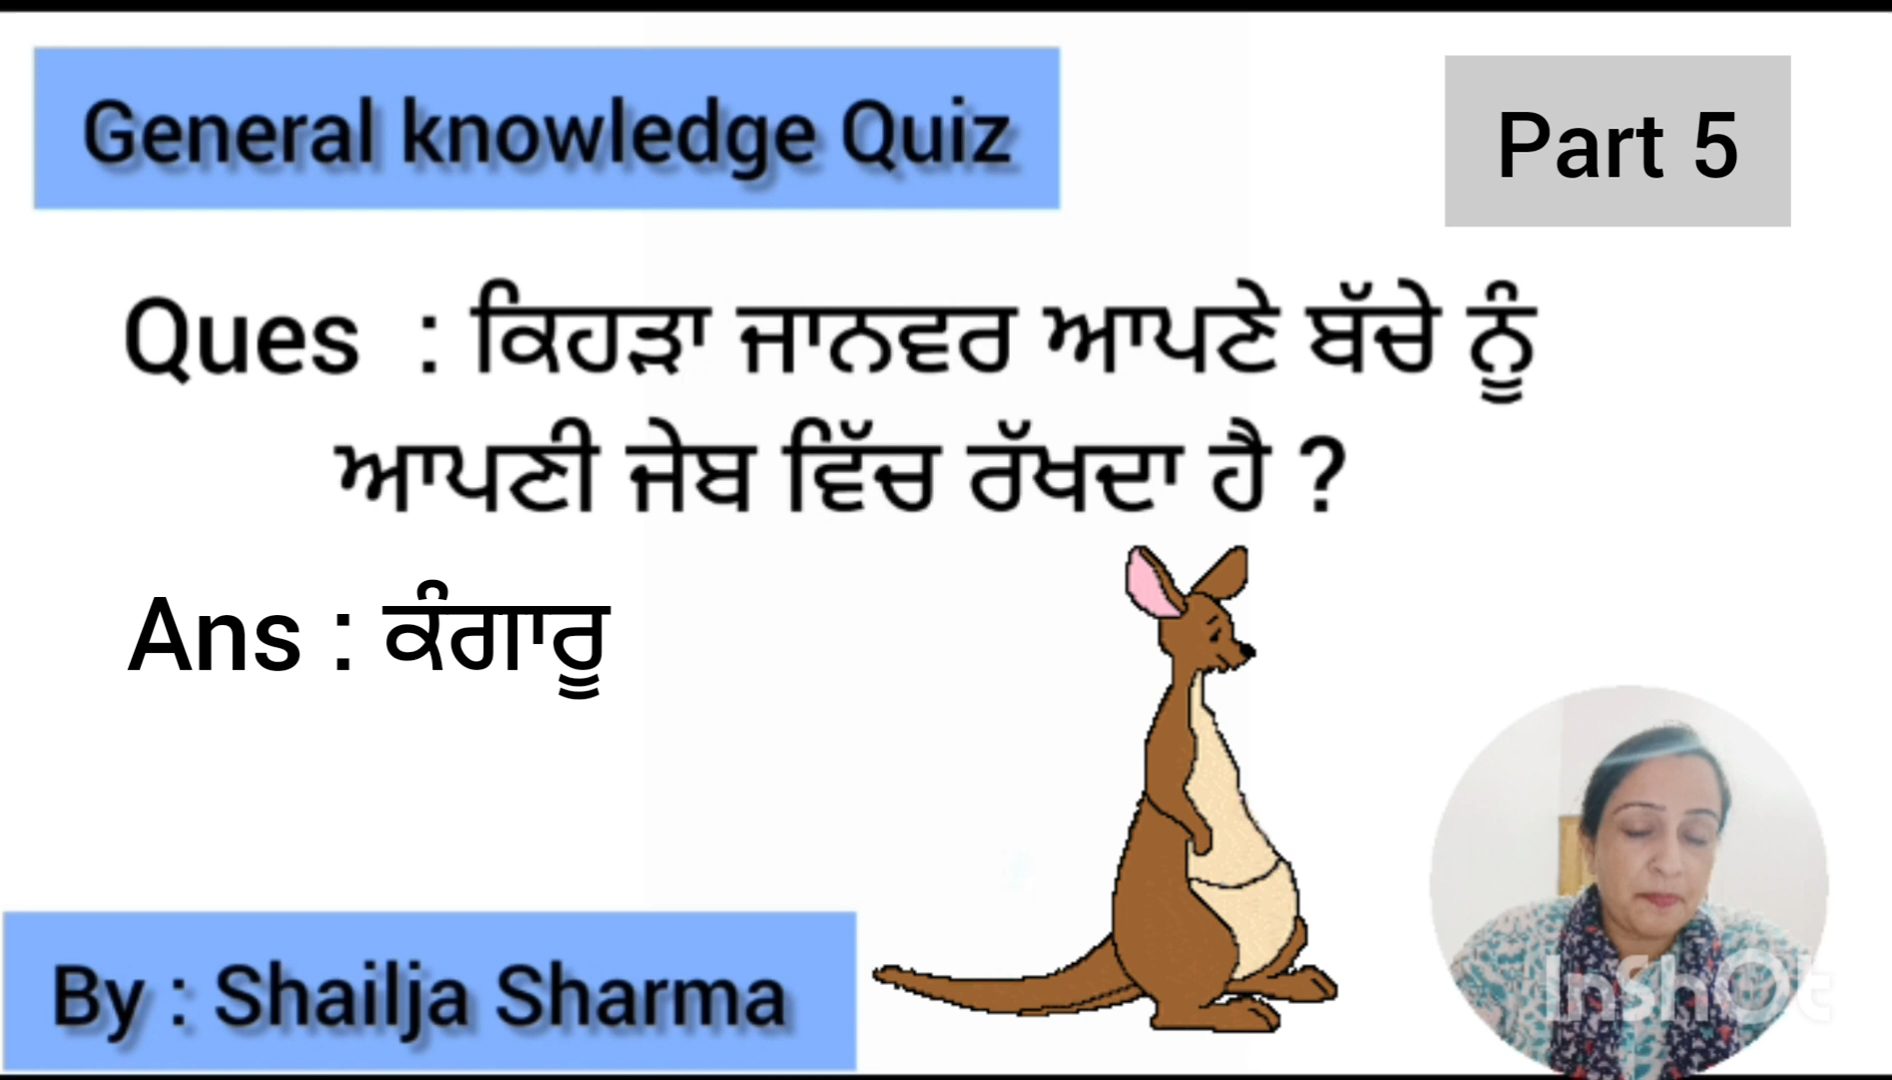 General knowledge Quiz
Part 5
Ques : ਕਿਹੜਾ ਜਾਨਵਰ ਆਪਣੇ ਬੱਚੇ ਨੂੰ
ਆਪਣੀ ਜੇਬ ਵਿੱਚ ਰੱਖਦਾ ਹੈ ?
Ans : ਕੰਗਾਰੂ
By : Shailja Sharma
InShOt